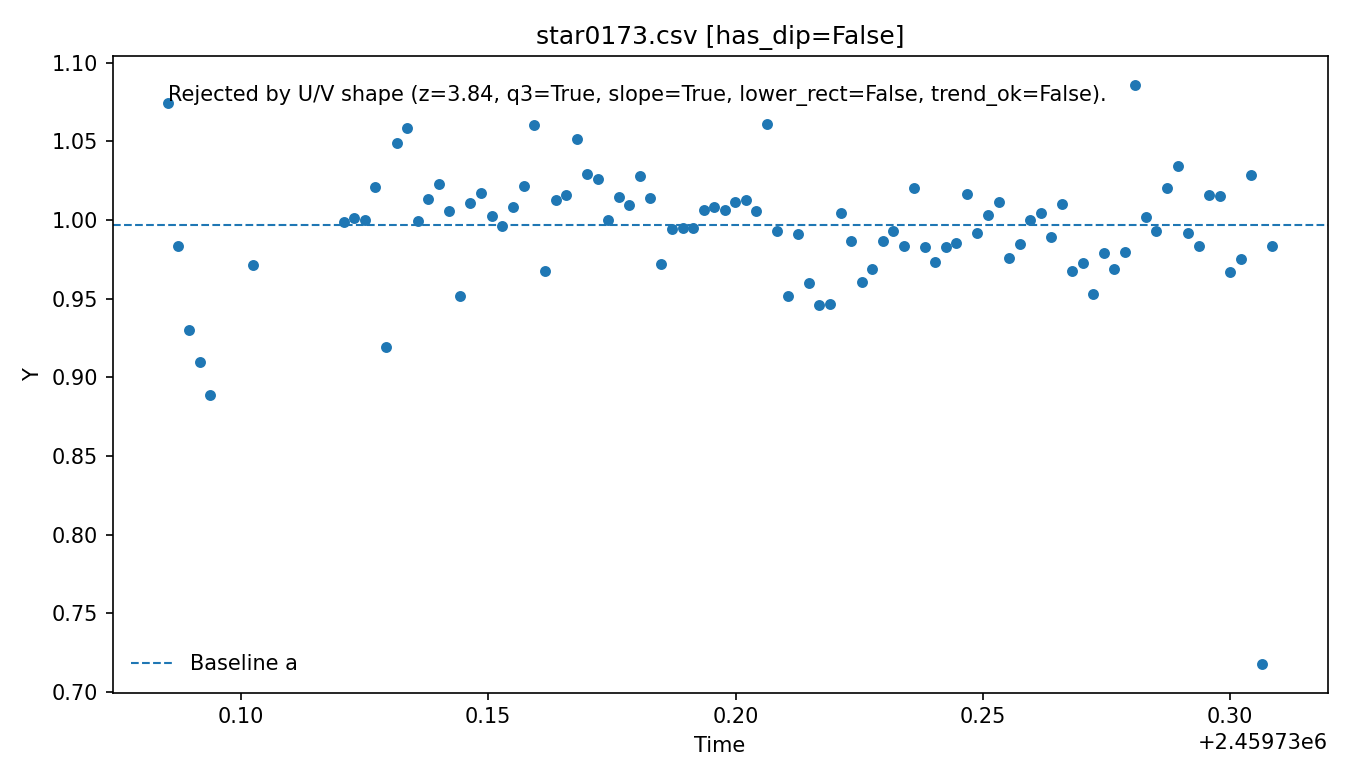 star0173.csv [has_dip=False]
Rejected by U/V shape (z=3.84, q3=True, slope=True, lower_rect=False, trend_ok=False).
1.10
1.05
1.00
0.95
0.90
0.85
0.80
0.75
0.70
Y
Baseline a
0.10 0.15 0.20 0.25 0.30
Time
+2.45973e6